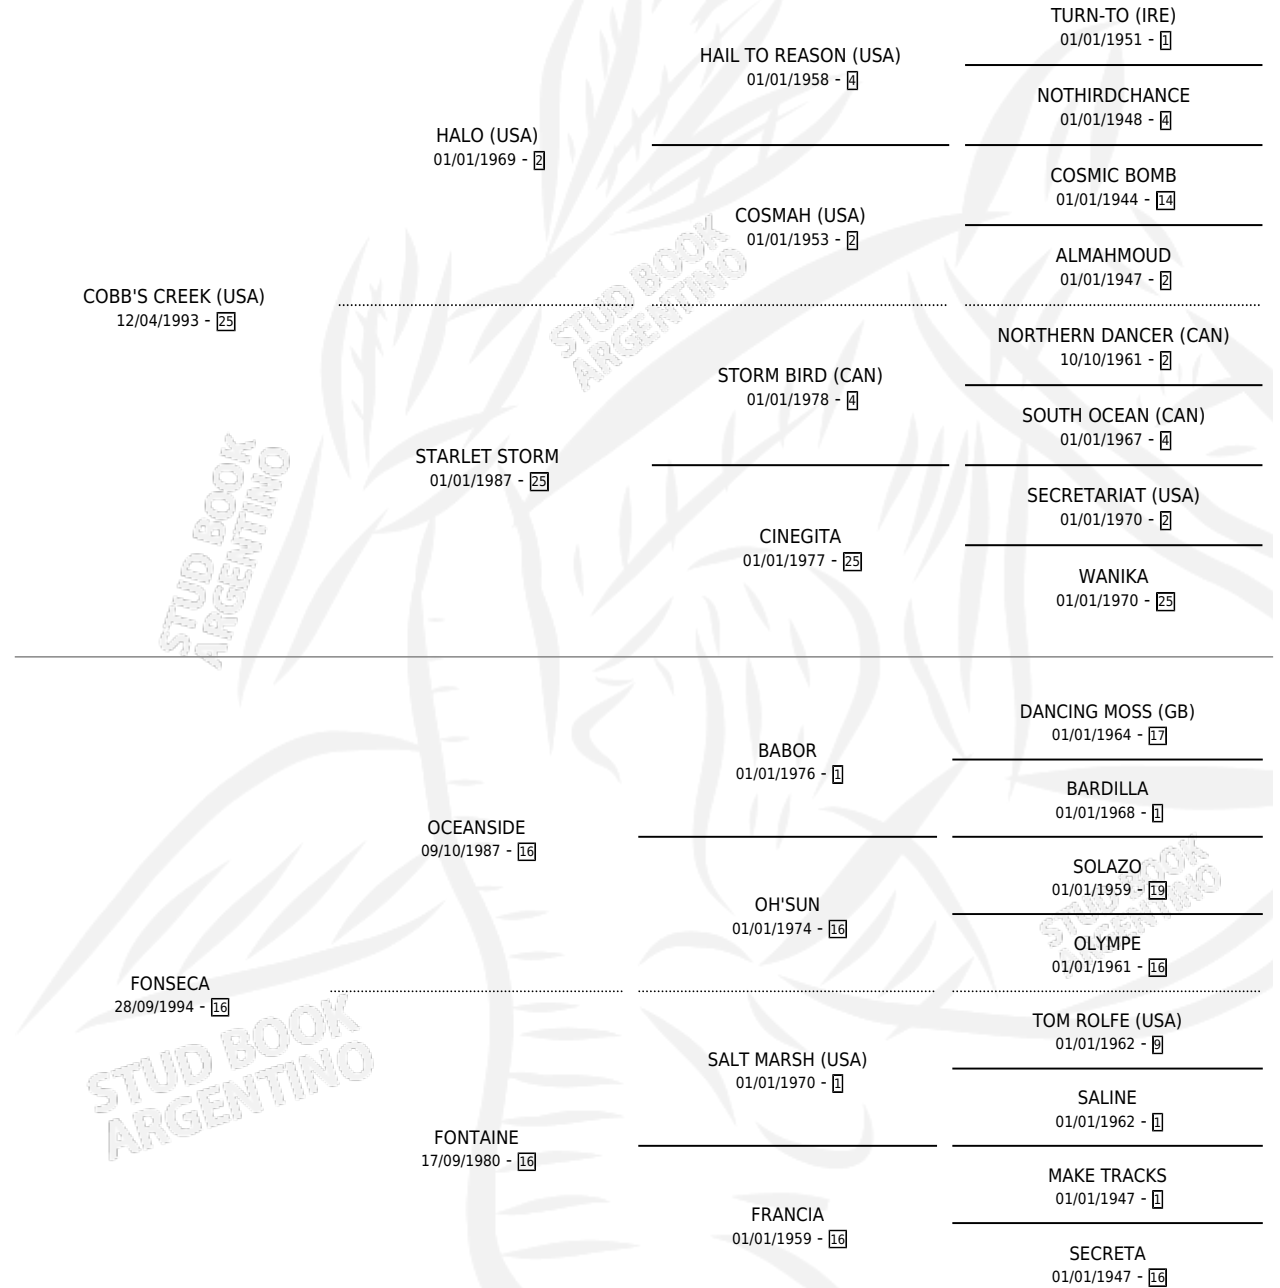 TURN-TO (IRE)
01/01/1951 - 1
HAIL TO REASON (USA)
01/01/1958 - 4
NOTHIRDCHANCE
01/01/1948 - 4
HALO (USA)
01/01/1969 - 2
COSMIC BOMB
01/01/1944 - 14
COSMAH (USA)
01/01/1953 - 2
ALMAHMOUD
01/01/1947 - 2
COBB'S CREEK (USA)
12/04/1993 - 25
STUD BOOK
ARGENTINO
NORTHERN DANCER (CAN)
10/10/1961 - 2
STORM BIRD (CAN)
01/01/1978 - 4
SOUTH OCEAN (CAN)
01/01/1967 - 4
STARLET STORM
01/01/1987 - 25
SECRETARIAT (USA)
01/01/1970 - 2
CINEGITA
01/01/1977 - 25
WANIKA
01/01/1970 - 25
STUD BOOK
ARGENTINO
DANCING MOSS (GB)
01/01/1964 - 17
BABOR
01/01/1976 - 1
BARDILLA
01/01/1968 - 1
OCEANSIDE
09/10/1987 - 16
SOLAZO
01/01/1959 - 19
OH'SUN
01/01/1974 - 16
STUD BOOK
ARGENTINO
OLYMPE
01/01/1961 - 16
FONSECA
28/09/1994 - 16
TOM ROLFE (USA)
01/01/1962 - 9
SALT MARSH (USA)
01/01/1970 - 1
SALINE
01/01/1962 - 1
STUD BOOK
ARGENTINO
FONTAINE
17/09/1980 - 16
MAKE TRACKS
01/01/1947 - 1
FRANCIA
01/01/1959 - 16
SECRETA
01/01/1947 - 16